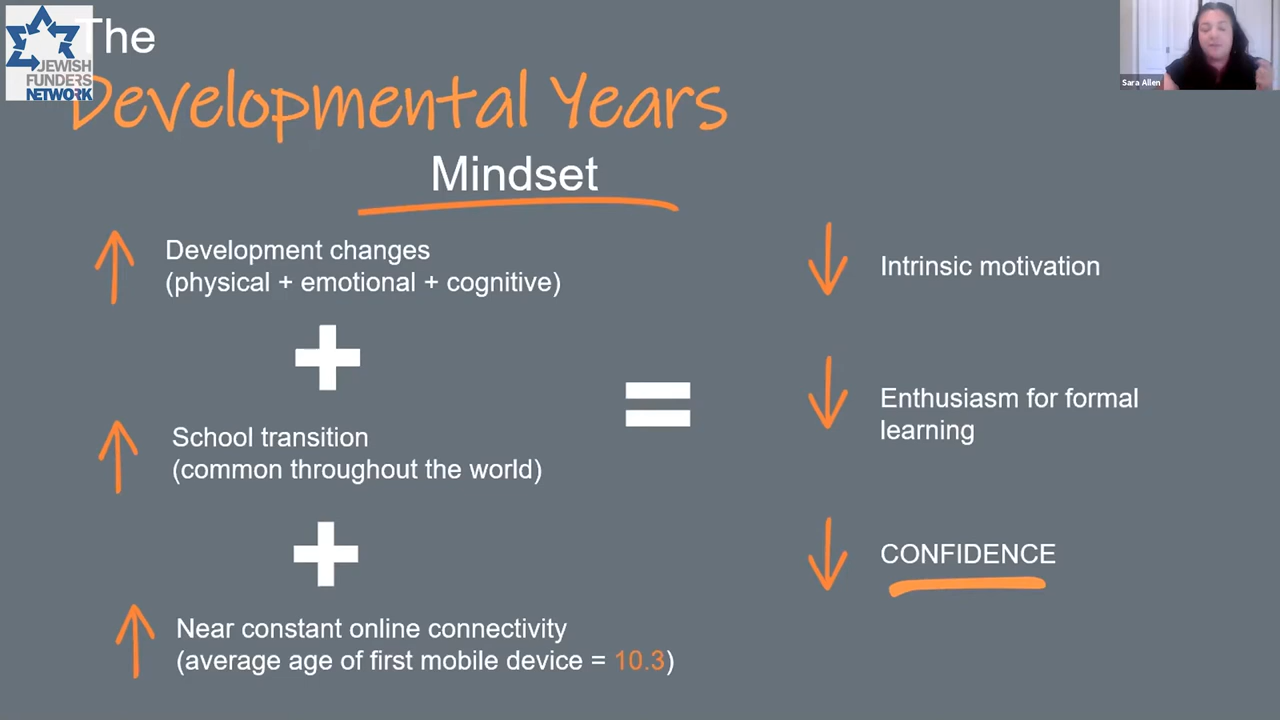 The
JEWISH
FUNDERS
NETWORK
Developmental Years
Mindset
Sara Allen
Development changes
(physical + emotional + cognitive)
+
School transition
(common throughout the world)
+
Near constant online connectivity
(average age of first mobile device = 10.3)
=
Intrinsic motivation
Enthusiasm for formal
learning
CONFIDENCE